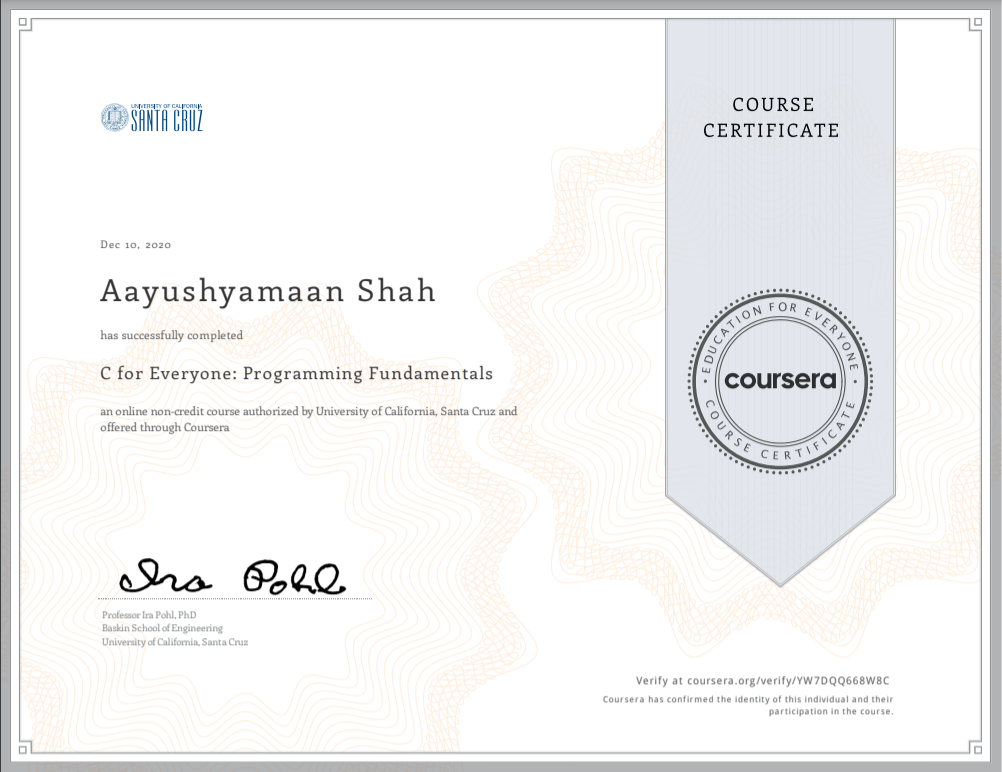 UNIVERSITY OF CALIFORNIA
SANTA CRUZ
COURSE
CERTIFICATE
Dec 10, 2020
Aayushyamaan Shah
has successfully completed
C for Everyone: Programming Fundamentals
an online non-credit course authorized by University of California, Santa Cruz and
offered through Coursera
EDUCATION FOR EVERYONE
coursera
COURSE CERTIFICATE
Ira Pohl
Professor Ira Pohl, PhD
Baskin School of Engineering
University of California, Santa Cruz
Verify at coursera.org/verify/YW7DQQ668W8C
Coursera has confirmed the identity of this individual and their
participation in the course.